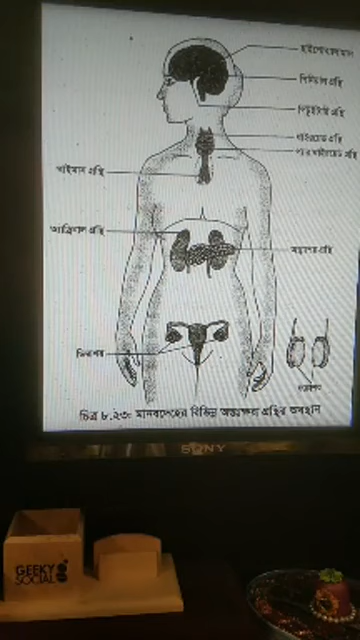 হাইপোথ্যালামাস
পিনিয়াল গ্রন্থি
পিটুইটারি গ্রন্থি
থাইরয়েড গ্রন্থি
প্যারাথাইরয়েড গ্রন্থি
থাইমাস গ্রন্থি
অ্যাড্রিনাল গ্রন্থি
অগ্ন্যাশয় গ্রন্থি
ডিম্বাশয়
শুক্রাশয়
চিত্র ৮.২৩: মানবদেহের বিভিন্ন অন্তঃক্ষরা গ্রন্থির অবস্থান
SONY
GEEKY
SOCIAL